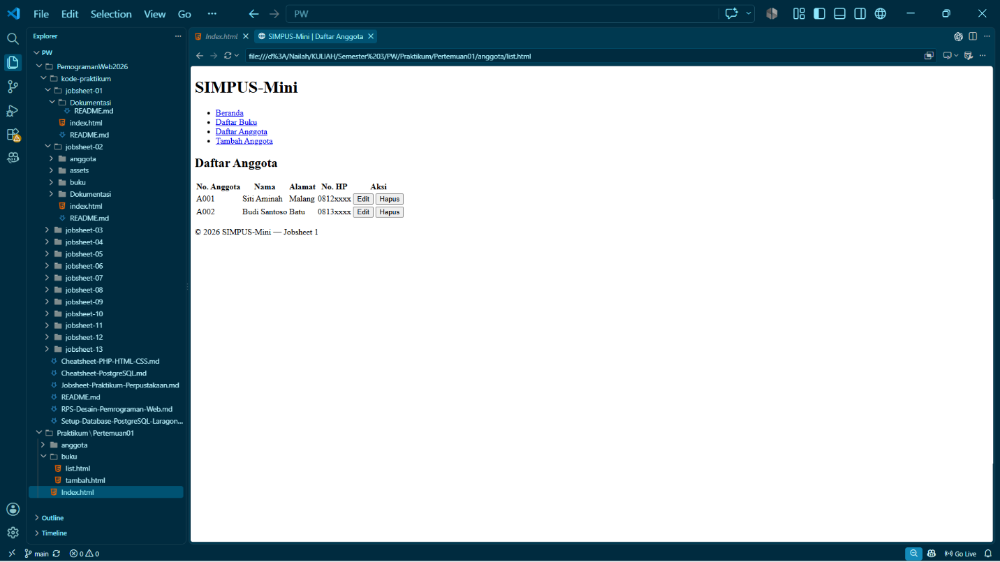 File Edit Selection View Go ··· PW
Explorer ···
Index.html SIMPUS-Mini | Daftar Anggota
file:///d%3A/Nailah/KULIAH/Semester%203/PW/Praktikum/Pertemuan01/anggota/list.html
PW
PemogramanWeb2026
kode-praktikum
jobsheet-01
Dokumentasi
README.md
index.html
README.md
jobsheet-02
anggota
assets
buku
Dokumentasi
index.html
README.md
jobsheet-03
jobsheet-04
jobsheet-05
jobsheet-06
jobsheet-07
jobsheet-08
jobsheet-09
jobsheet-10
jobsheet-11
jobsheet-12
jobsheet-13
Cheatsheet-PHP-HTML-CSS.md
Cheatsheet-PostgreSQL.md
Jobsheet-Praktikum-Perpustakaan.md
README.md
RPS-Desain-Pemrograman-Web.md
Setup-Database-PostgreSQL-Laragon...
Praktikum\Pertemuan01
anggota
buku
list.html
tambah.html
Index.html
Outline
Timeline
SIMPUS-Mini
• Beranda
• Daftar Buku
• Daftar Anggota
• Tambah Anggota
Daftar Anggota
No. Anggota Nama Alamat No. HP Aksi
A001 Siti Aminah Malang 0812xxxx Edit Hapus
A002 Budi Santoso Batu 0813xxxx Edit Hapus
© 2026 SIMPUS-Mini — Jobsheet 1
main 0 0 Go Live